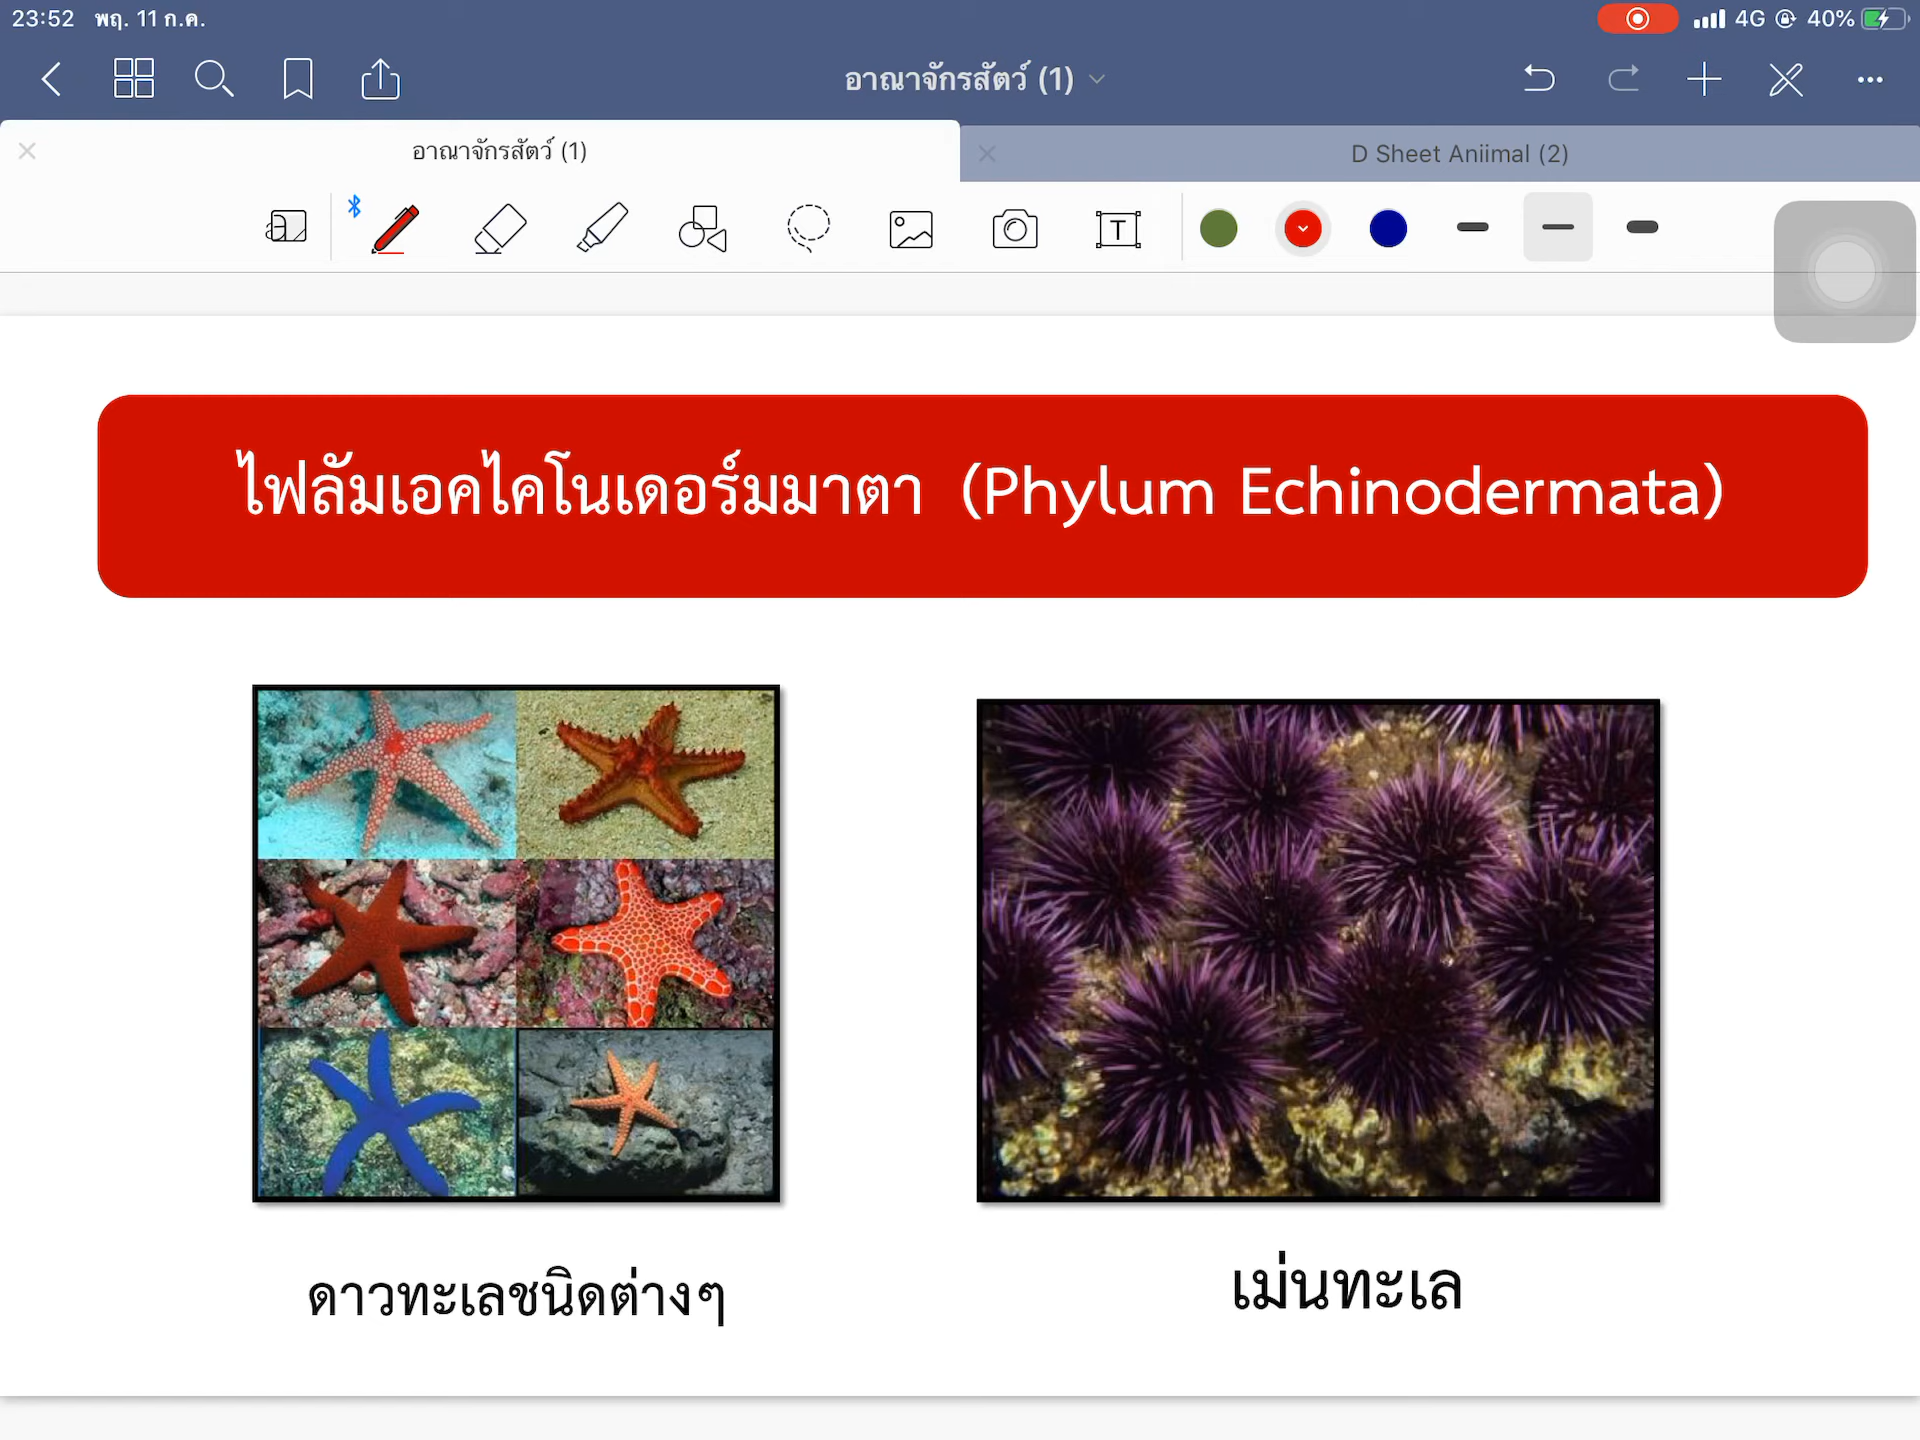 23:52 พฤ. 11 ก.ค.
4G 40%
อาณาจักรสัตว์ (1)
อาณาจักรสัตว์ (1)
D Sheet Aniimal (2)
T
ไฟลัมเอคไคโนเดอร์มมาตา (Phylum Echinodermata)
ดาวทะเลชนิดต่างๆ
เม่นทะเล